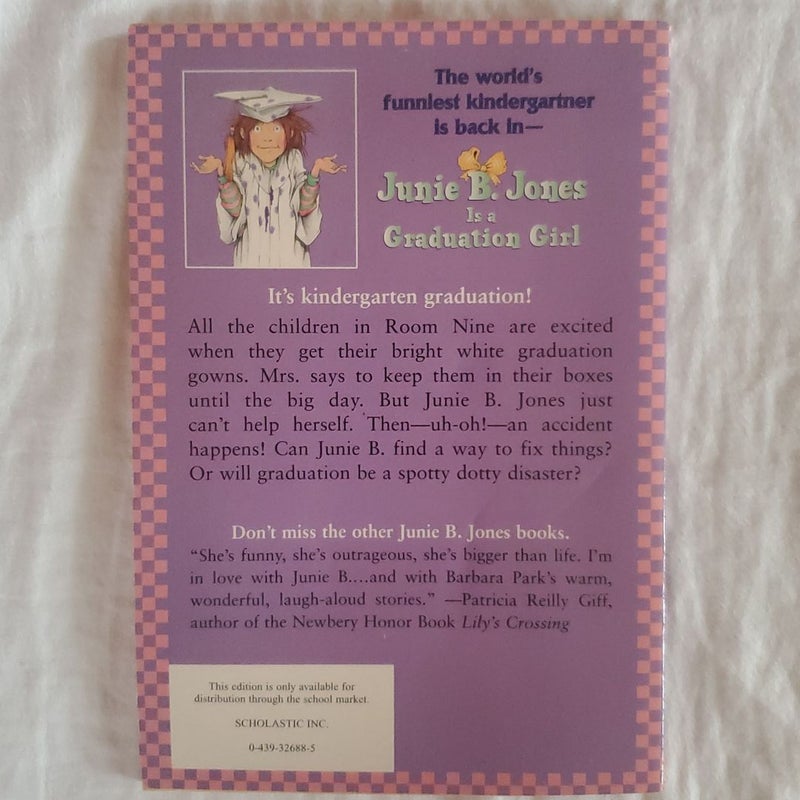 The world's
funniest kindergartner
is back in—
Junie B. Jones
Is a
Graduation Girl
It's kindergarten graduation!
All the children in Room Nine are excited
when they get their bright white graduation
gowns. Mrs. says to keep them in their boxes
until the big day. But Junie B. Jones just
can't help herself. Then—uh-oh!—an accident
happens! Can Junie B. find a way to fix things?
Or will graduation be a spotty dotty disaster?
Don't miss the other Junie B. Jones books.
“She's funny, she's outrageous, she's bigger than life. I'm
in love with Junie B....and with Barbara Park's warm,
wonderful, laugh-aloud stories.” —Patricia Reilly Giff,
author of the Newbery Honor Book Lily's Crossing
This edition is only available for
distribution through the school market.
SCHOLASTIC INC.
0-439-32688-5